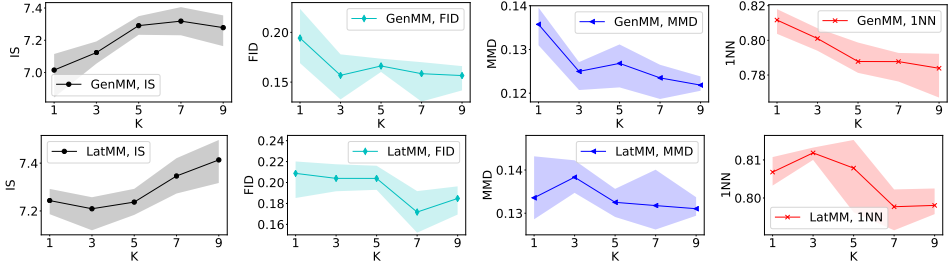 7.4
7.2
7.0
IS
GenMM, IS
1 3 5 7 9
K
0.20
0.15
FID
GenMM, FID
1 3 5 7 9
K
0.14
0.13
0.12
MMD
GenMM, MMD
1 3 5 7 9
K
0.82
0.80
0.78
1NN
GenMM, 1NN
1 3 5 7 9
K
7.4
7.2
IS
LatMM, IS
1 3 5 7 9
K
0.24
0.22
0.20
0.18
0.16
FID
LatMM, FID
1 3 5 7 9
K
0.14
0.13
MMD
LatMM, MMD
1 3 5 7 9
K
0.81
0.80
1NN
LatMM, 1NN
1 3 5 7 9
K